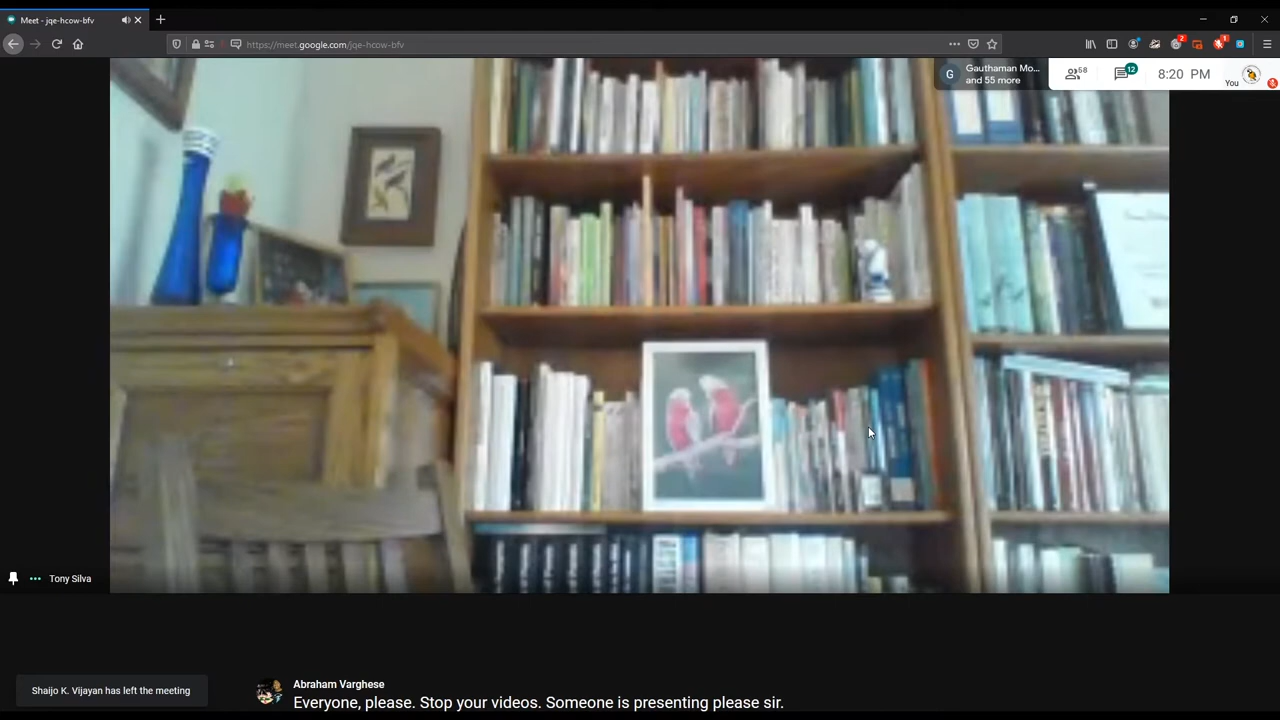 Meet - jqe-hcow-bfv
https://meet.google.com/jqe-hcow-bfv
2
1
G
Gauthaman Mo...
and 55 more
58
12
8:20 PM
You
Tony Silva
Shaijo K. Vijayan has left the meeting
Abraham Varghese
Everyone, please. Stop your videos. Someone is presenting please sir.